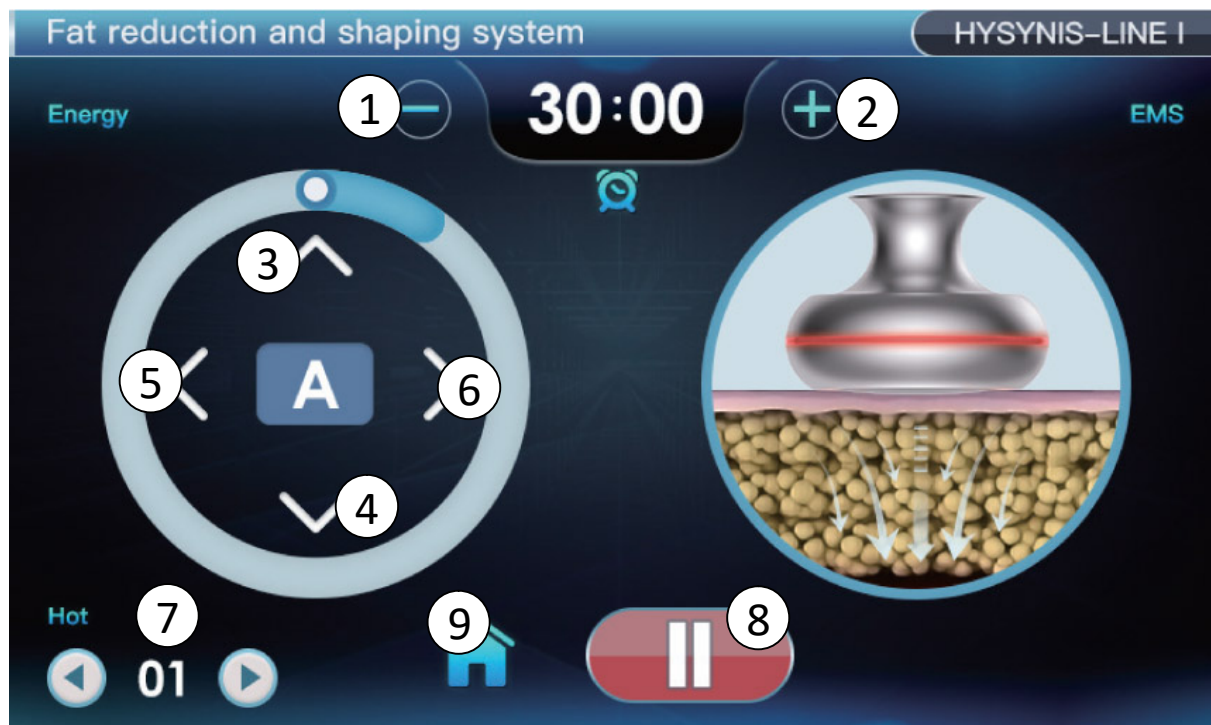 Fat reduction and shaping system
HYSYNIS-LINE I
Energy
1
30:00
2
EMS
3
5
A
6
4
Hot
7
01
9
8